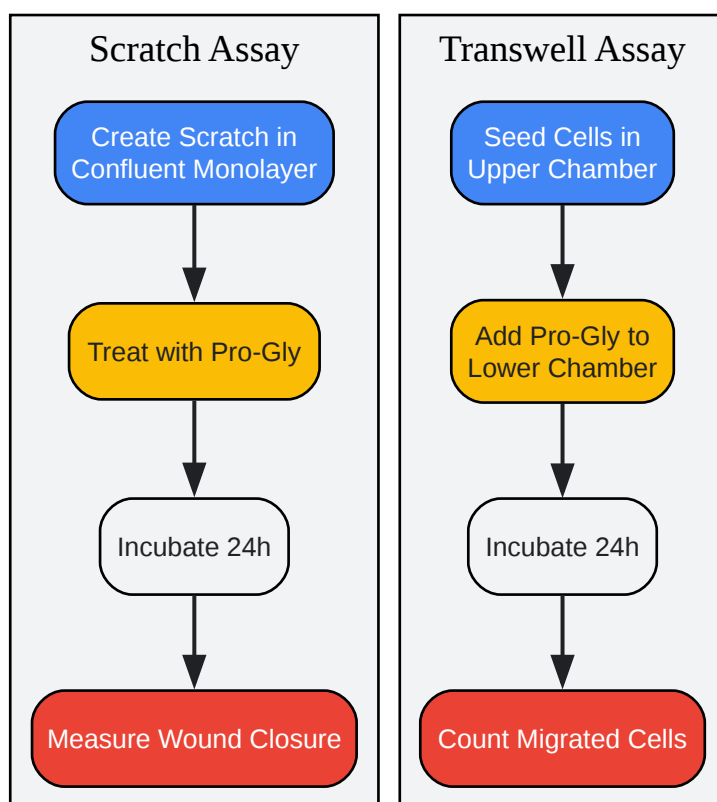 Scratch Assay
Create Scratch in
Confluent Monolayer
Treat with Pro-Gly
Incubate 24h
Measure Wound Closure
Transwell Assay
Seed Cells in
Upper Chamber
Add Pro-Gly to
Lower Chamber
Incubate 24h
Count Migrated Cells